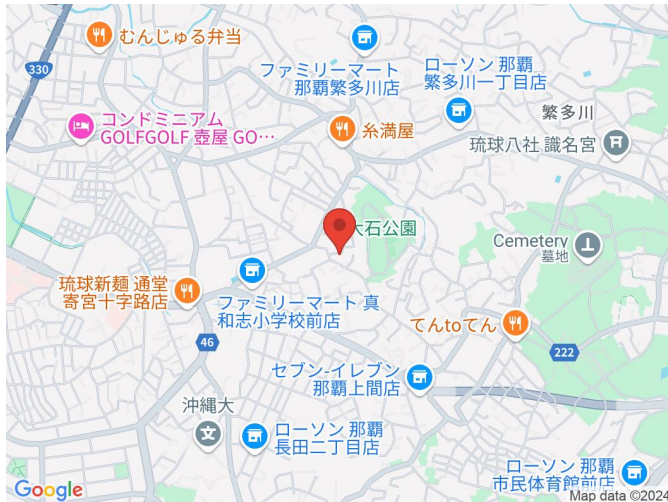 むんじゅる弁当
330
ファミリーマート
那覇繁多川店
ローソン 那覇
繁多川一丁目店
コンドミニアム
GOLFGOLF 壺屋 GO…
糸満屋
繁多川
琉球八社 識名宮
大石公園
Cemetery
墓地
琉球新麺 通堂
寄宮十字路店
ファミリーマート 真
和志小学校前店
てんtoてん
46
222
セブン-イレブン
那覇上間店
沖縄大
ローソン 那覇
長田二丁目店
ローソン 那覇
市民体育館前店
Google
Map data ©2024